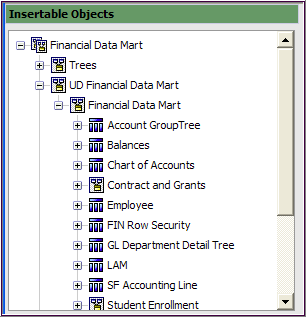 Insertable Objects
Financial Data Mart
Trees
UD Financial Data Mart
Financial Data Mart
Account GroupTree
Balances
Chart of Accounts
Contract and Grants
Employee
FIN Row Security
GL Department Detail Tree
LAM
SF Accounting Line
Student Enrollment